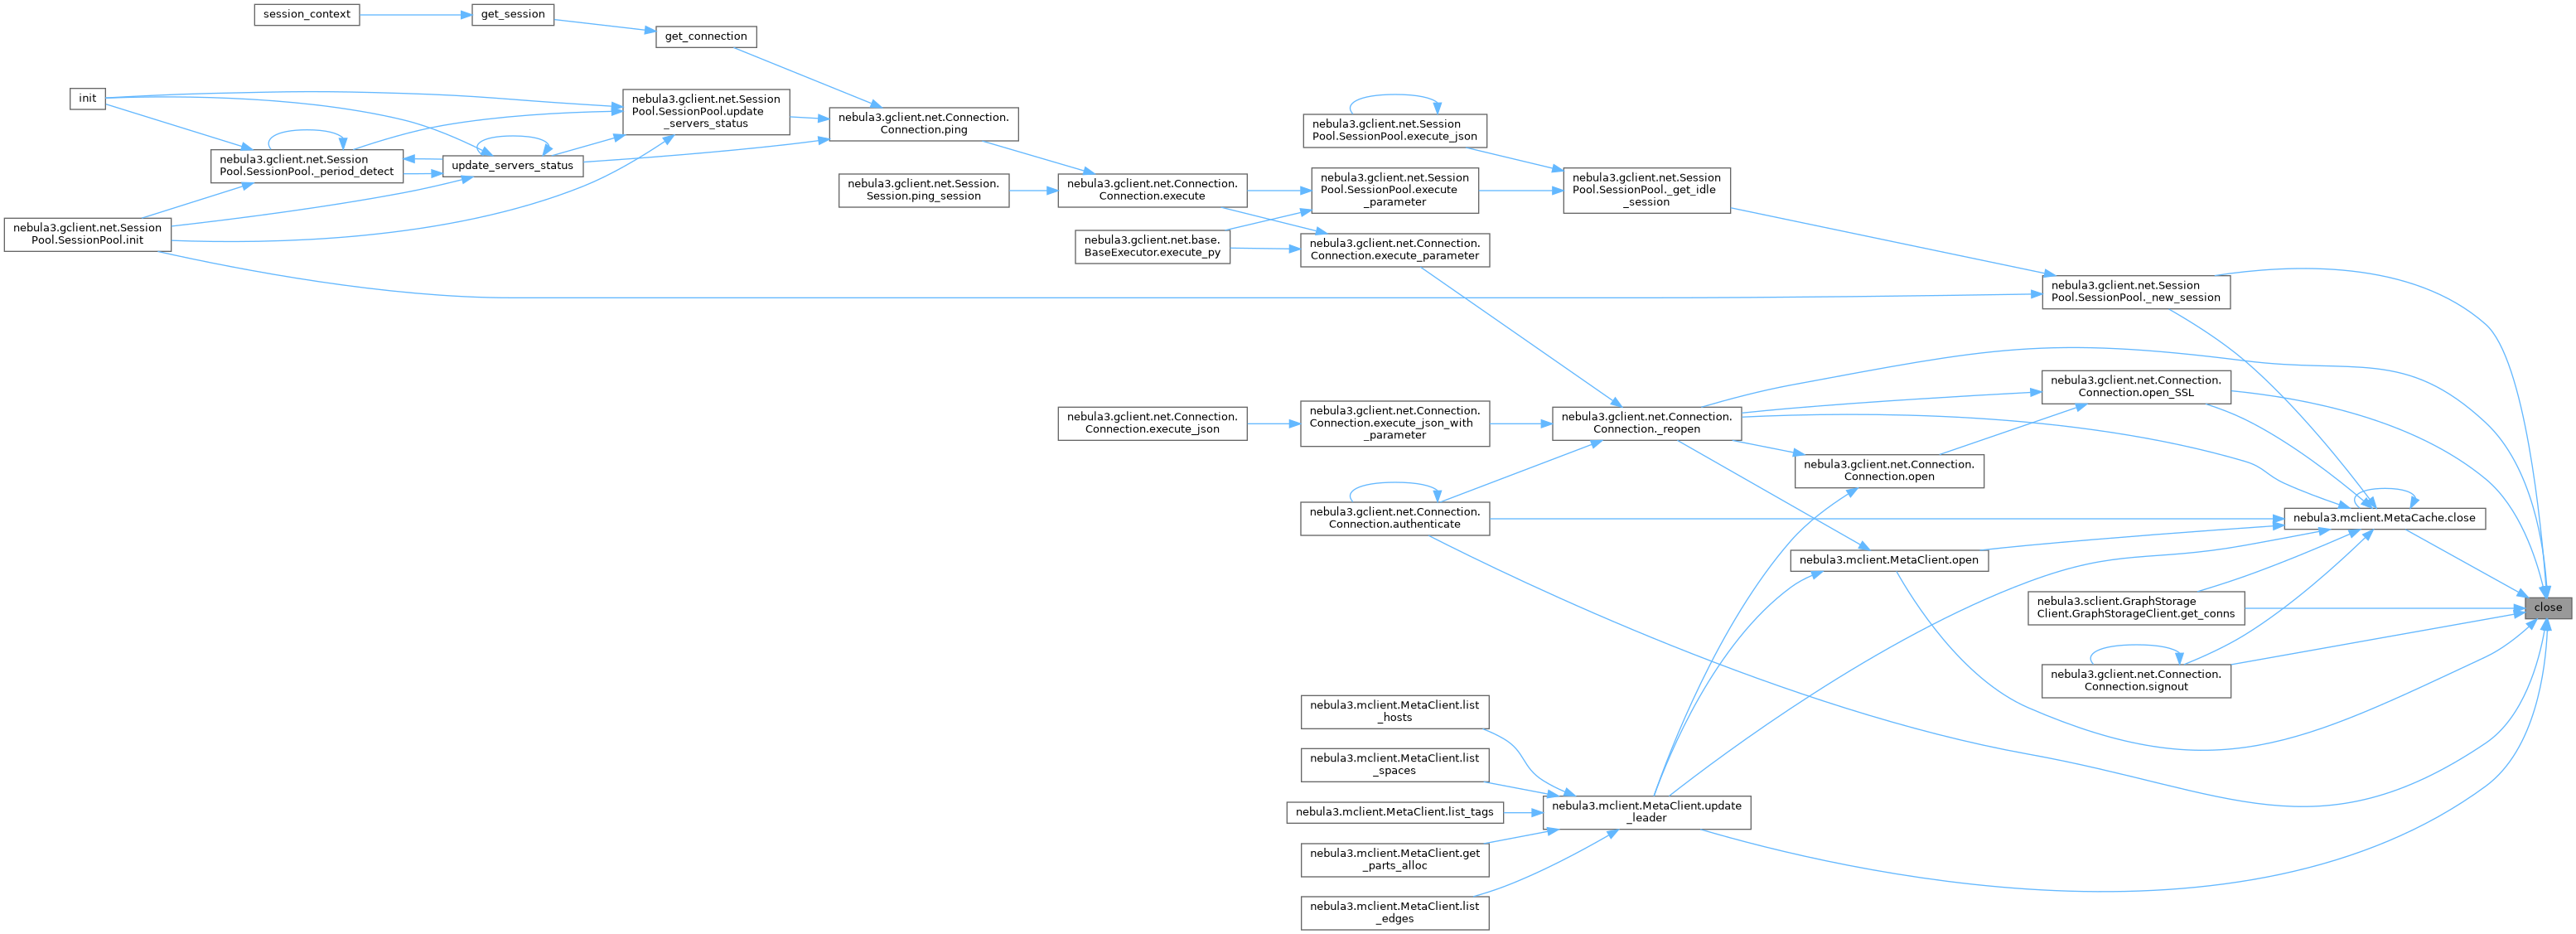 session_context
get_session
get_connection
init
nebula3.gclient.net.Session
Pool.SessionPool.update
_servers_status
nebula3.gclient.net.Connection.
Connection.ping
nebula3.gclient.net.Session
Pool.SessionPool.execute_json
nebula3.gclient.net.Session
Pool.SessionPool._period_detect
update_servers_status
nebula3.gclient.net.Session.
Session.ping_session
nebula3.gclient.net.Connection.
Connection.execute
nebula3.gclient.net.Session
Pool.SessionPool.execute
_parameter
nebula3.gclient.net.Session
Pool.SessionPool._get_idle
_session
nebula3.gclient.net.Session
Pool.SessionPool.init
nebula3.gclient.net.base.
BaseExecutor.execute_py
nebula3.gclient.net.Connection.
Connection.execute_parameter
nebula3.gclient.net.Session
Pool.SessionPool._new_session
nebula3.gclient.net.Connection.
Connection.open_SSL
nebula3.gclient.net.Connection.
Connection.execute_json
nebula3.gclient.net.Connection.
Connection.execute_json_with
_parameter
nebula3.gclient.net.Connection.
Connection._reopen
nebula3.gclient.net.Connection.
Connection.open
nebula3.gclient.net.Connection.
Connection.authenticate
nebula3.mclient.MetaCache.close
nebula3.mclient.MetaClient.open
nebula3.sclient.GraphStorage
Client.GraphStorageClient.get_conns
close
nebula3.gclient.net.Connection.
Connection.signout
nebula3.mclient.MetaClient.list
_hosts
nebula3.mclient.MetaClient.list
_spaces
nebula3.mclient.MetaClient.list_tags
nebula3.mclient.MetaClient.update
_leader
nebula3.mclient.MetaClient.get
_parts_alloc
nebula3.mclient.MetaClient.list
_edges